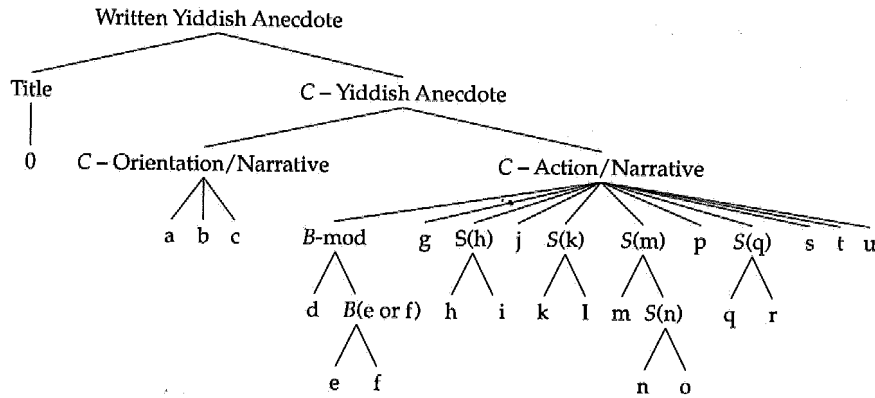 Written Yiddish Anecdote
Title
C – Yiddish Anecdote
0 C – Orientation/Narrative C – Action/Narrative
a b c B-mod g S(h) j S(k) S(m) p S(q) s t u
d B(e or f) h i k l m S(n) q r
e f n o